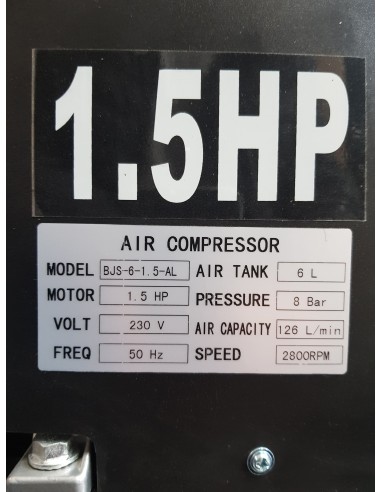 1.5HP
AIR COMPRESSOR
MODEL BJS-6-1.5-AL AIR TANK 6 L
MOTOR 1.5 HP PRESSURE 8 Bar
VOLT 230 V AIR CAPACITY 126 L/min
FREQ 50 Hz SPEED 2800RPM